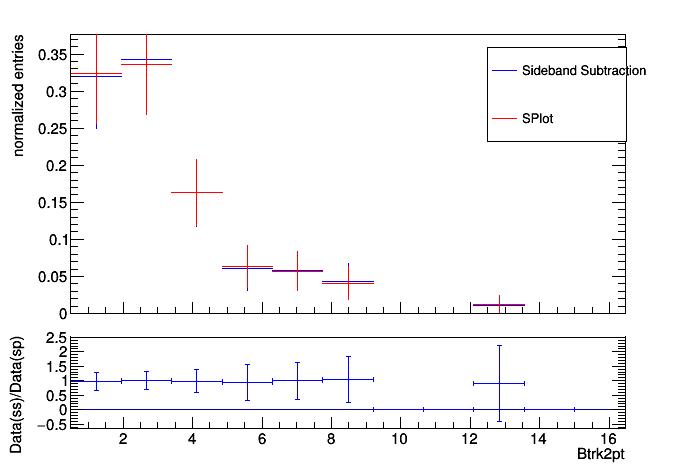 normalized entries
0.35
0.3
0.25
0.2
0.15
0.1
0.05
0
Sideband Subtraction
SPlot
Data(ss)/Data(sp)
2.5
2
1.5
1
0.5
0
−0.5
2 4 6 8 10 12 14 16
Btrk2pt